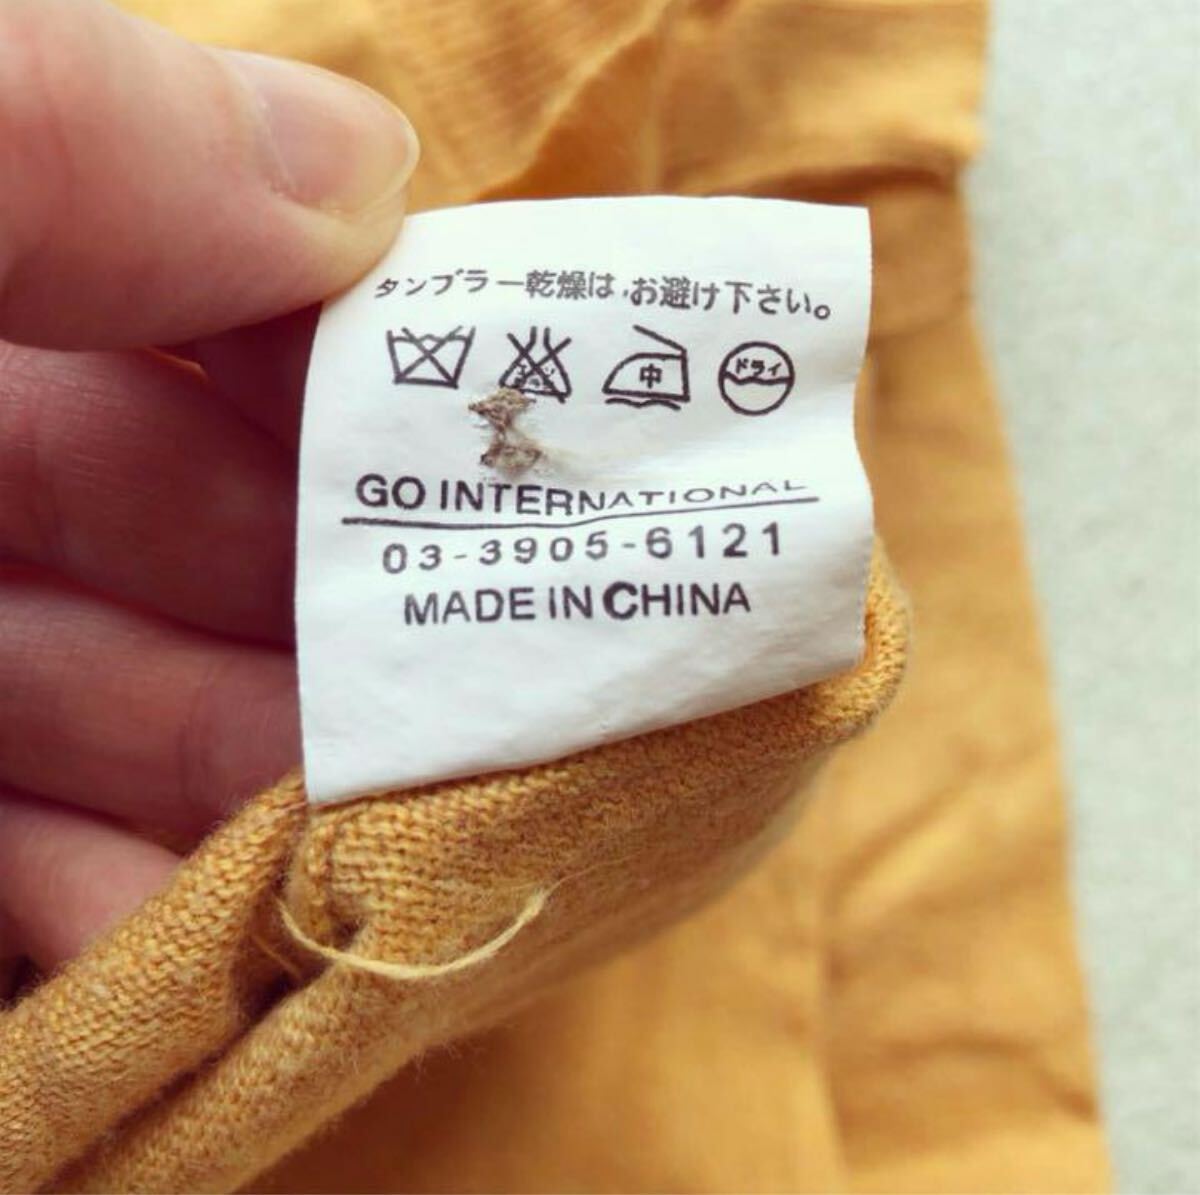 タンブラー乾燥は、お避け下さい。
中 ドライ
GO INTERNATIONAL
03-3905-6121
MADE IN CHINA